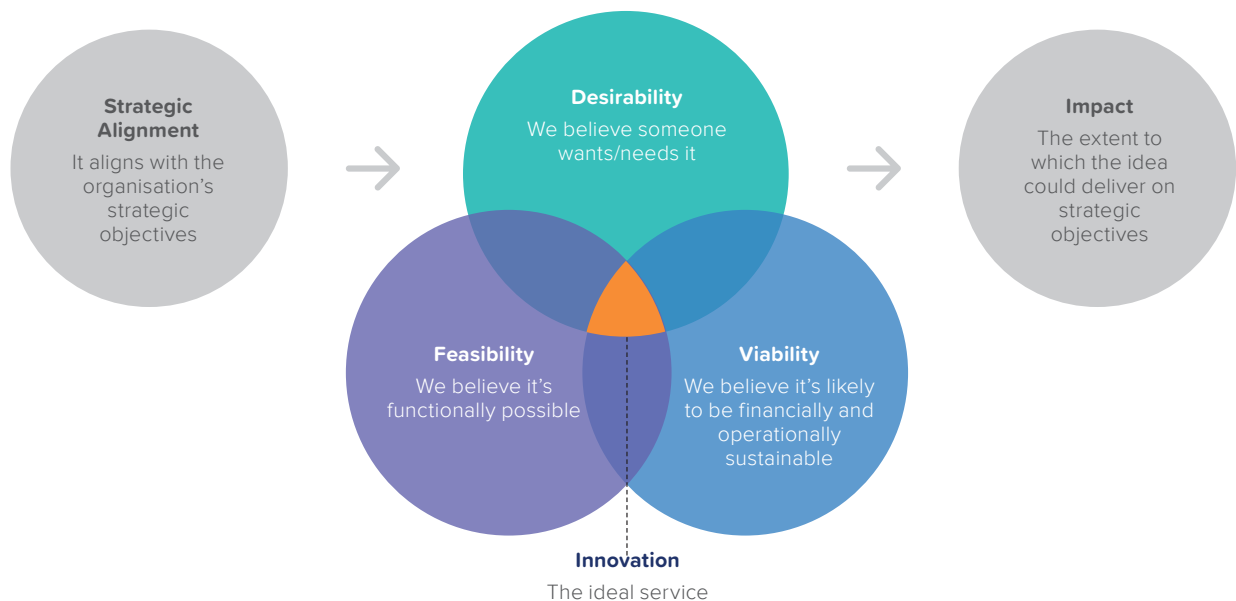 Strategic
Alignment
It aligns with the
organisation’s
strategic
objectives
Desirability
We believe someone
wants/needs it
Impact
The extent to
which the idea
could deliver on
strategic
objectives
Feasibility
We believe it’s
functionally possible
Viability
We believe it’s likely
to be financially and
operationally
sustainable
Innovation
The ideal service